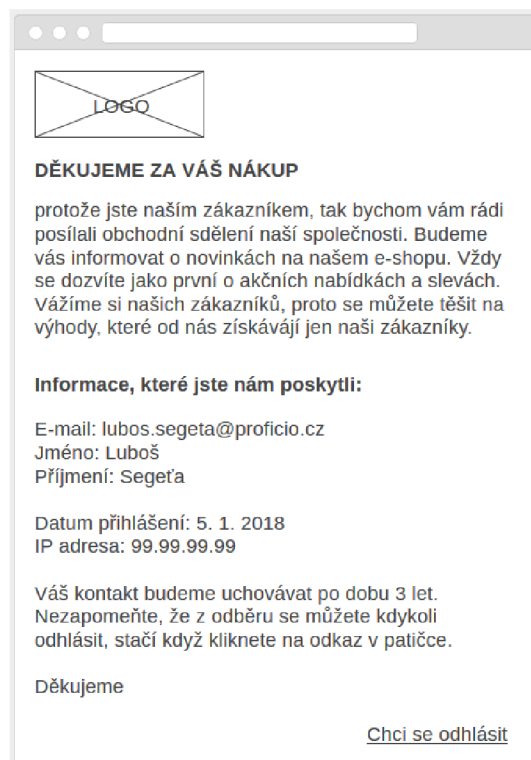 LOGO
DĚKUJEME ZA VÁŠ NÁKUP
protože jste naším zákazníkem, tak bychom vám rádi
posílali obchodní sdělení naší společnosti. Budeme
vás informovat o novinkách na našem e-shopu. Vždy
se dozvíte jako první o akčních nabídkách a slevách.
Vážíme si našich zákazníků, proto se můžete těšit na
výhody, které od nás získávájí jen naši zákazníky.
Informace, které jste nám poskytli:
E-mail: lubos.segeta@proficio.cz
Jméno: Luboš
Příjmení: Segeťa
Datum přihlášení: 5. 1. 2018
IP adresa: 99.99.99.99
Váš kontakt budeme uchovávat po dobu 3 let.
Nezapomeňte, že z odběru se můžete kdykoli
odhlásit, stačí když kliknete na odkaz v patičce.
Děkujeme
Chci se odhlásit